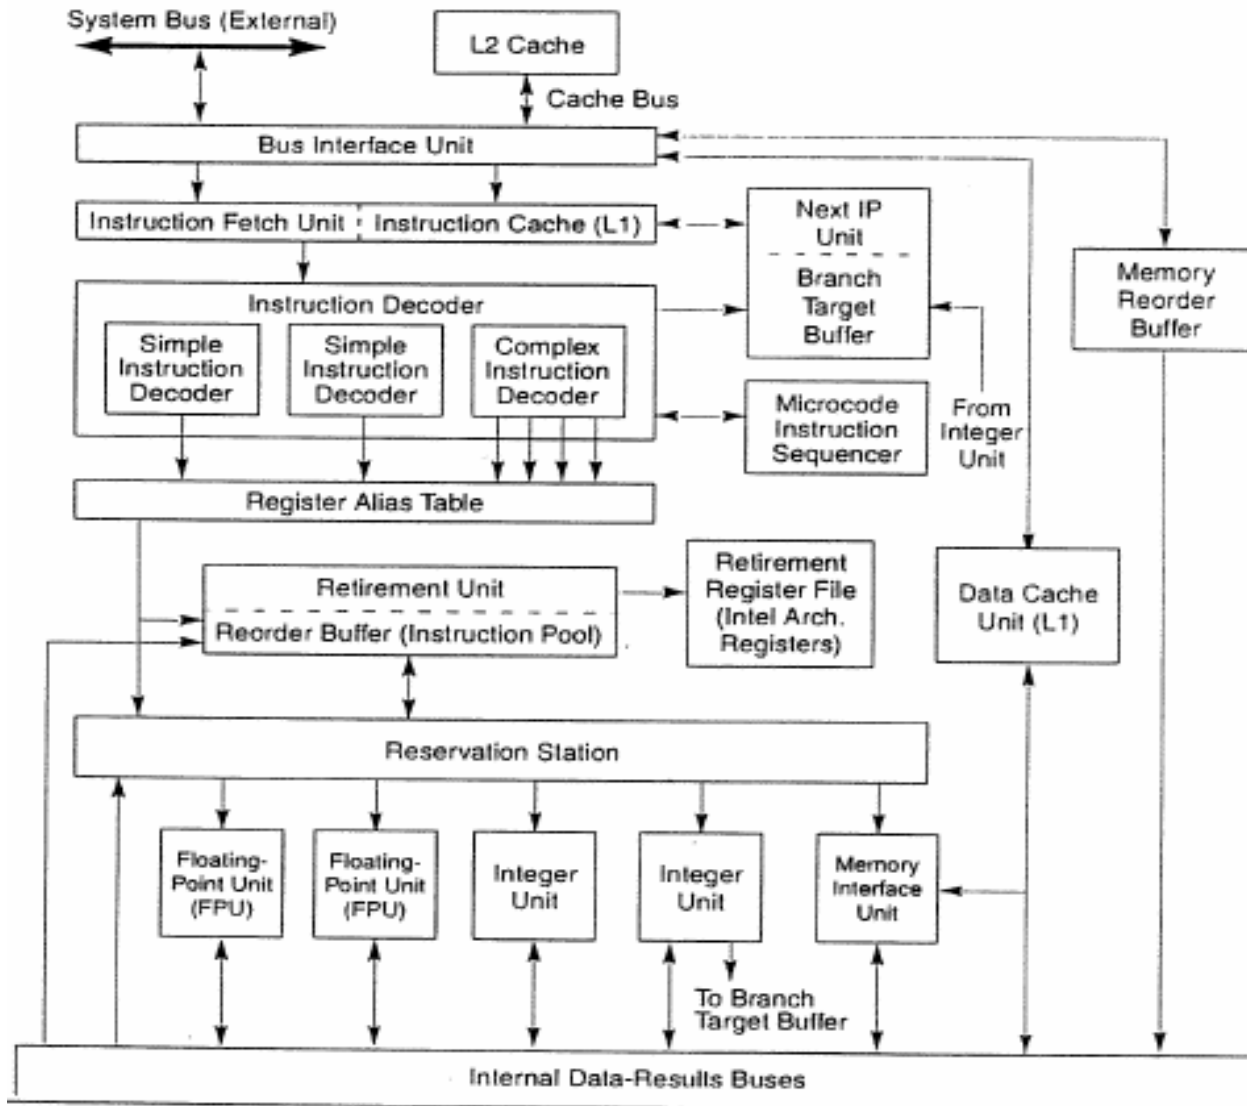 System Bus (External)
L2 Cache
Cache Bus
Bus Interface Unit
Instruction Fetch Unit
Instruction Cache (L1)
Next IP
Unit
Branch
Target
Buffer
Memory
Reorder
Buffer
Instruction Decoder
Simple
Instruction
Decoder
Simple
Instruction
Decoder
Complex
Instruction
Decoder
Microcode
Instruction
Sequencer
From
Integer
Unit
Register Alias Table
Retirement Unit
Reorder Buffer (Instruction Pool)
Retirement
Register File
(Intel Arch.
Registers)
Data Cache
Unit (L1)
Reservation Station
Floating-
Point Unit
(FPU)
Floating-
Point Unit
(FPU)
Integer
Unit
Integer
Unit
Memory
Interface
Unit
To Branch
Target Buffer
Internal Data-Results Buses